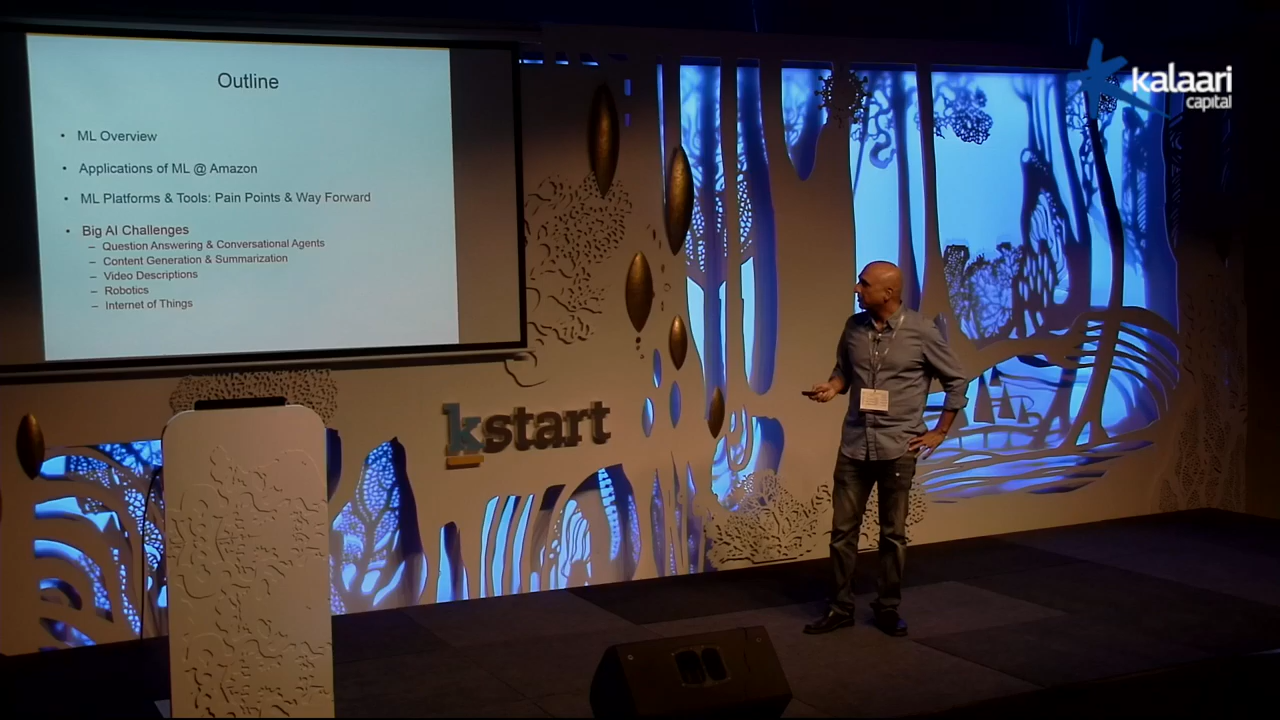 Outline
• ML Overview
• Applications of ML @ Amazon
• ML Platforms & Tools: Pain Points & Way Forward
• Big AI Challenges
– Question Answering & Conversational Agents
– Content Generation & Summarization
– Video Descriptions
– Robotics
– Internet of Things
kalaari
capital
kstart